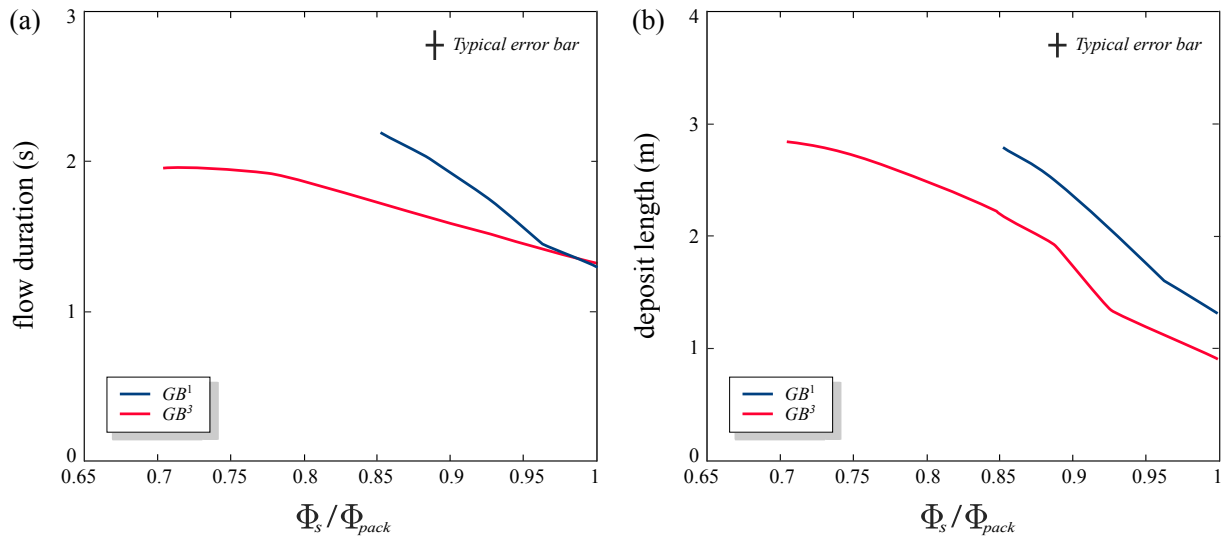 (a)
3
2
1
0
flow duration (s)
Typical error bar
GB¹
GB³
0.65 0.7 0.75 0.8 0.85 0.9 0.95 1
Φs/Φpack
(b)
4
3
2
1
0
deposit length (m)
Typical error bar
GB¹
GB³
0.65 0.7 0.75 0.8 0.85 0.9 0.95 1
Φs/Φpack